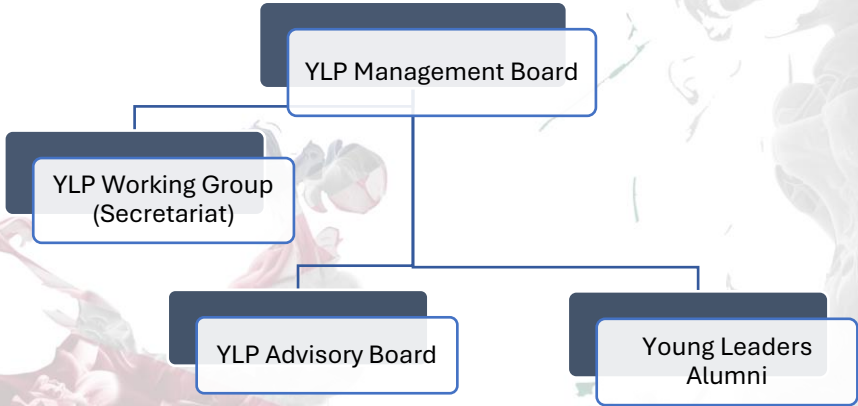 YLP Management Board
YLP Working Group
(Secretariat)
YLP Advisory Board
Young Leaders
Alumni